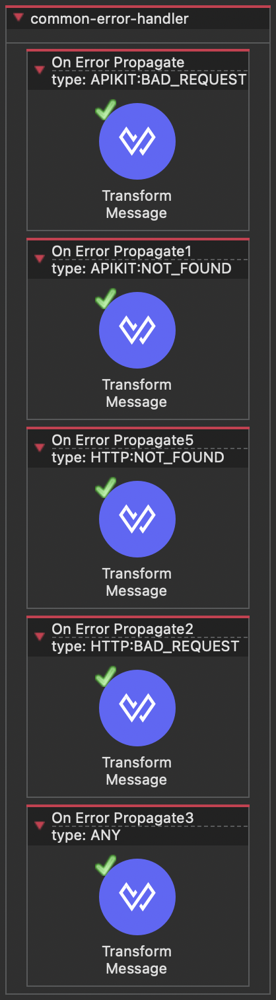 common-error-handler
On Error Propagate
type: APIKIT:BAD_REQUEST
Transform
Message
On Error Propagate1
type: APIKIT:NOT_FOUND
Transform
Message
On Error Propagate5
type: HTTP:NOT_FOUND
Transform
Message
On Error Propagate2
type: HTTP:BAD_REQUEST
Transform
Message
On Error Propagate3
type: ANY
Transform
Message